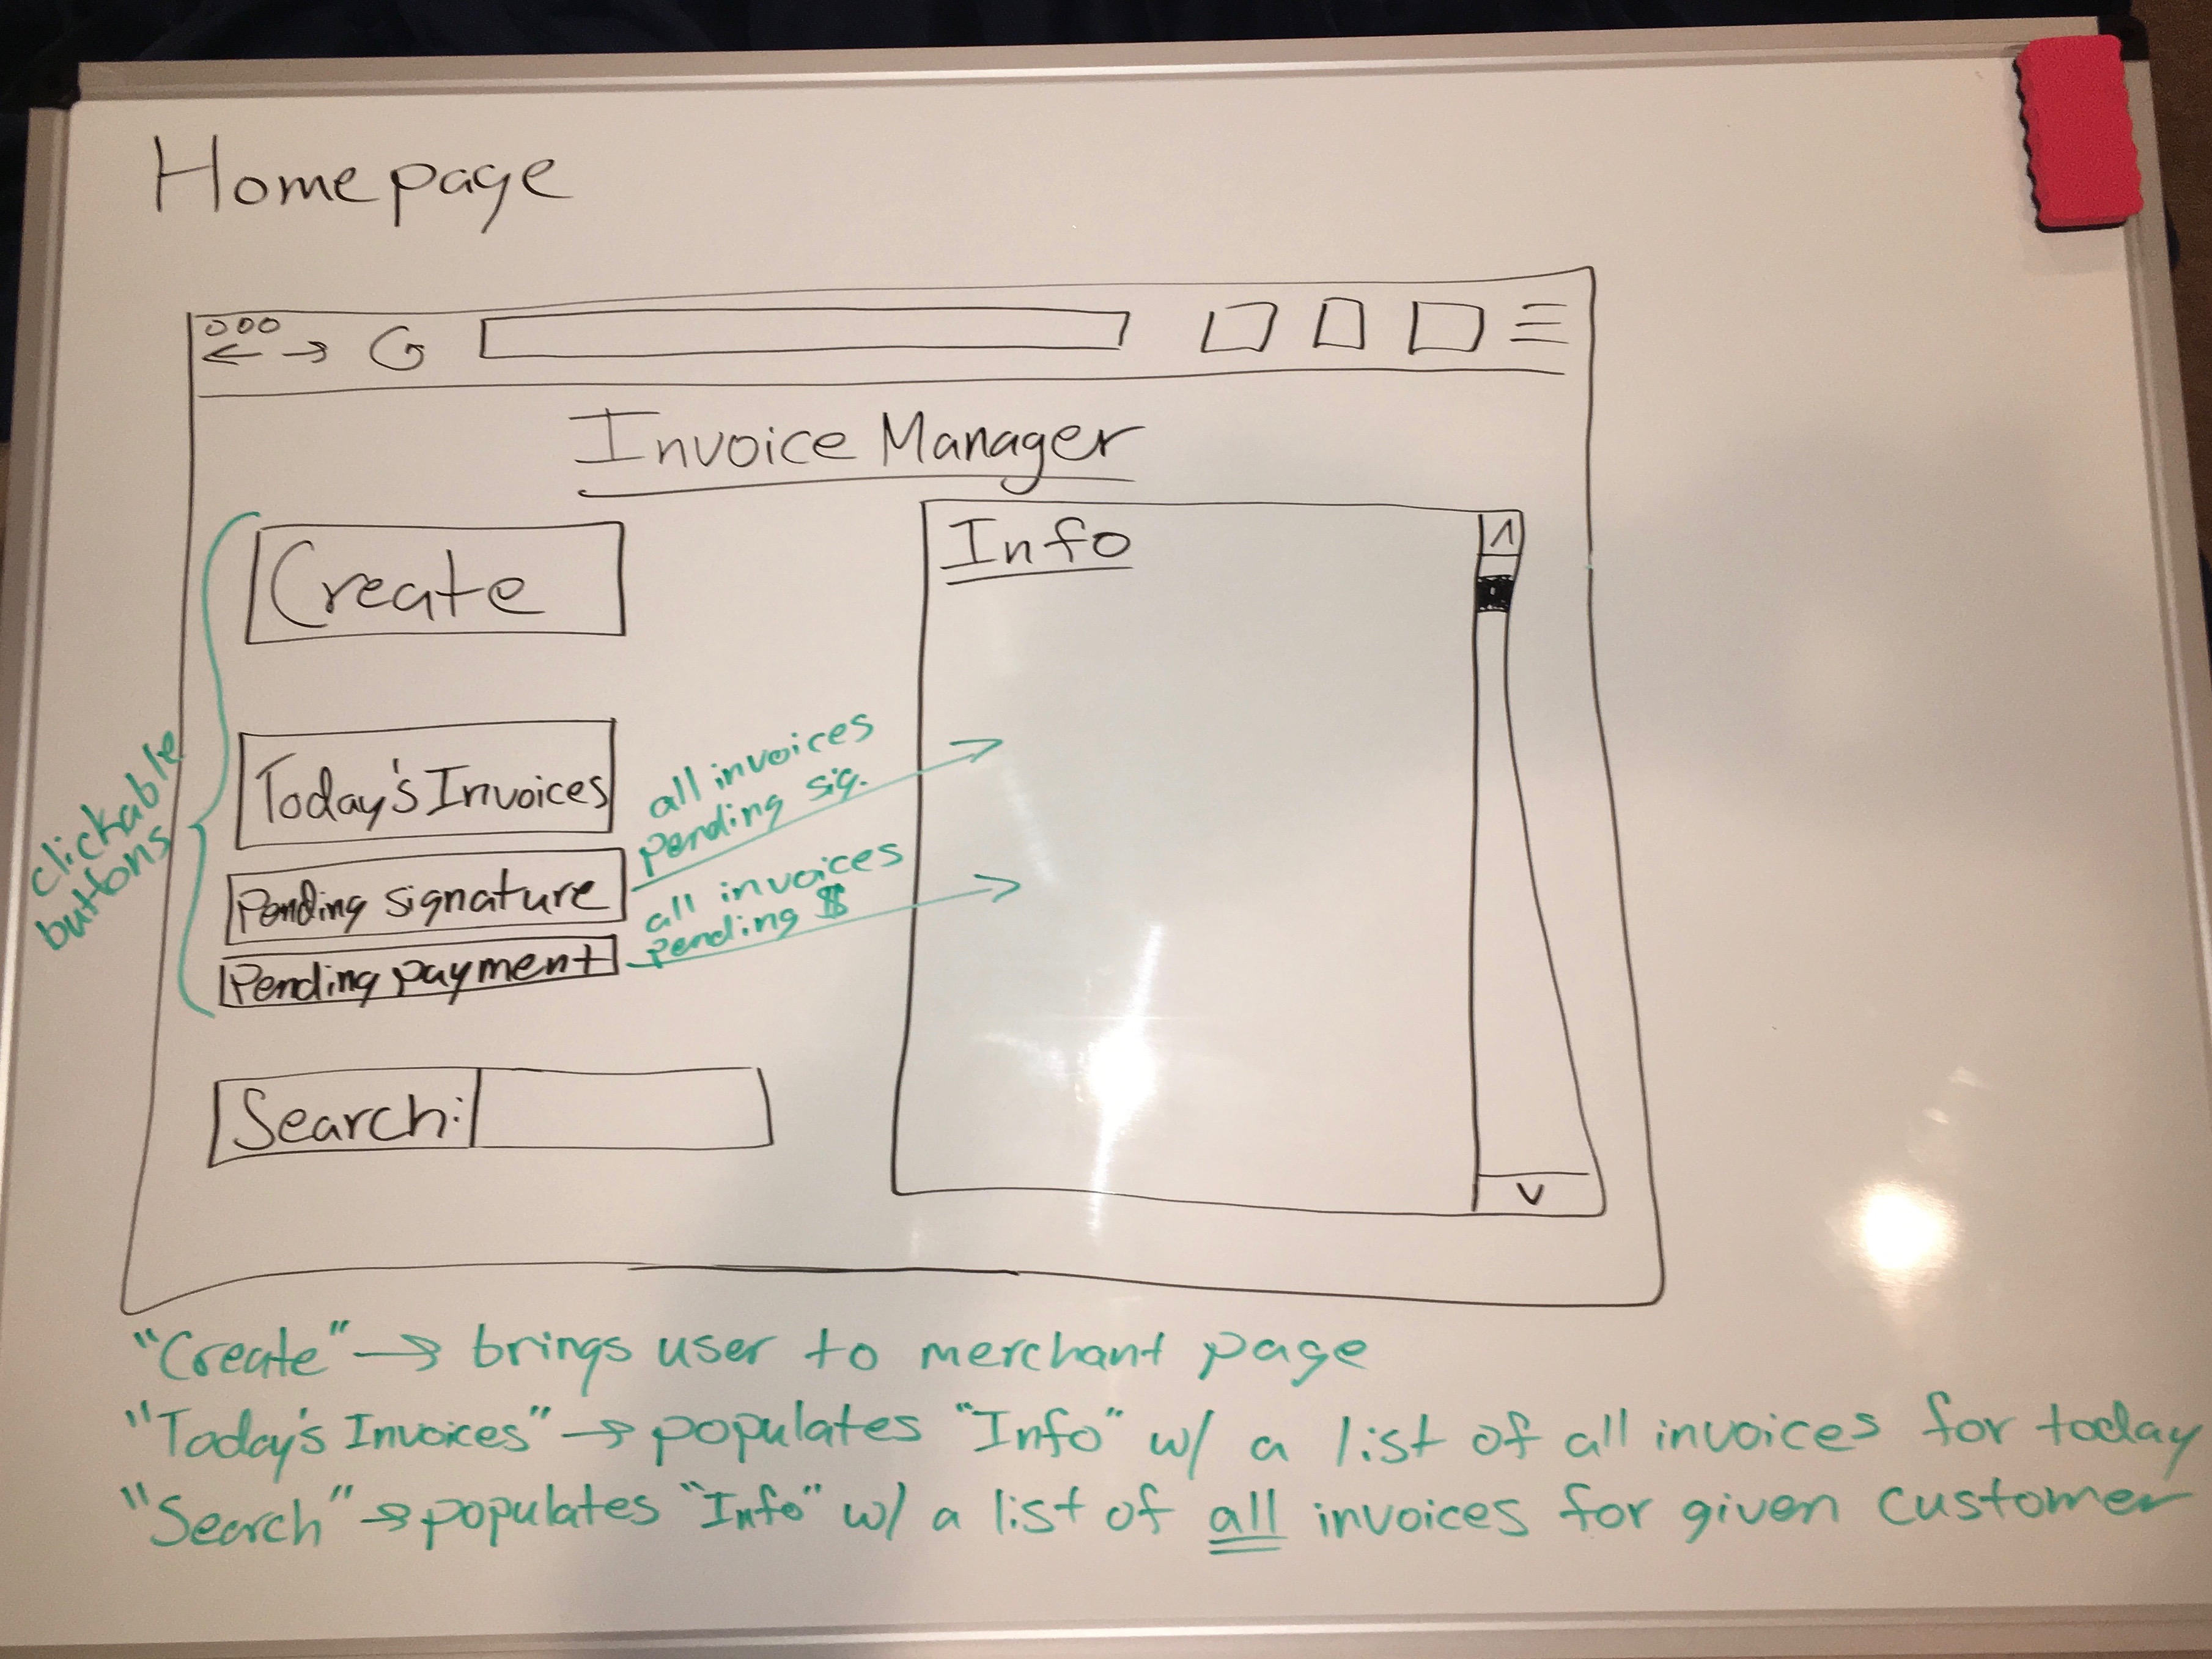 Homepage
Invoice Manager
Create
Info
Today's Invoices
all invoices
pending sig.
clickable
buttons
Pending signature
all invoices
pending $
Pending payment
Search:
"Create" → brings user to merchant page
"Today's Invoices" → populates "Info" w/ a list of all invoices for today
"Search" → populates "Info" w/ a list of all invoices for given customer